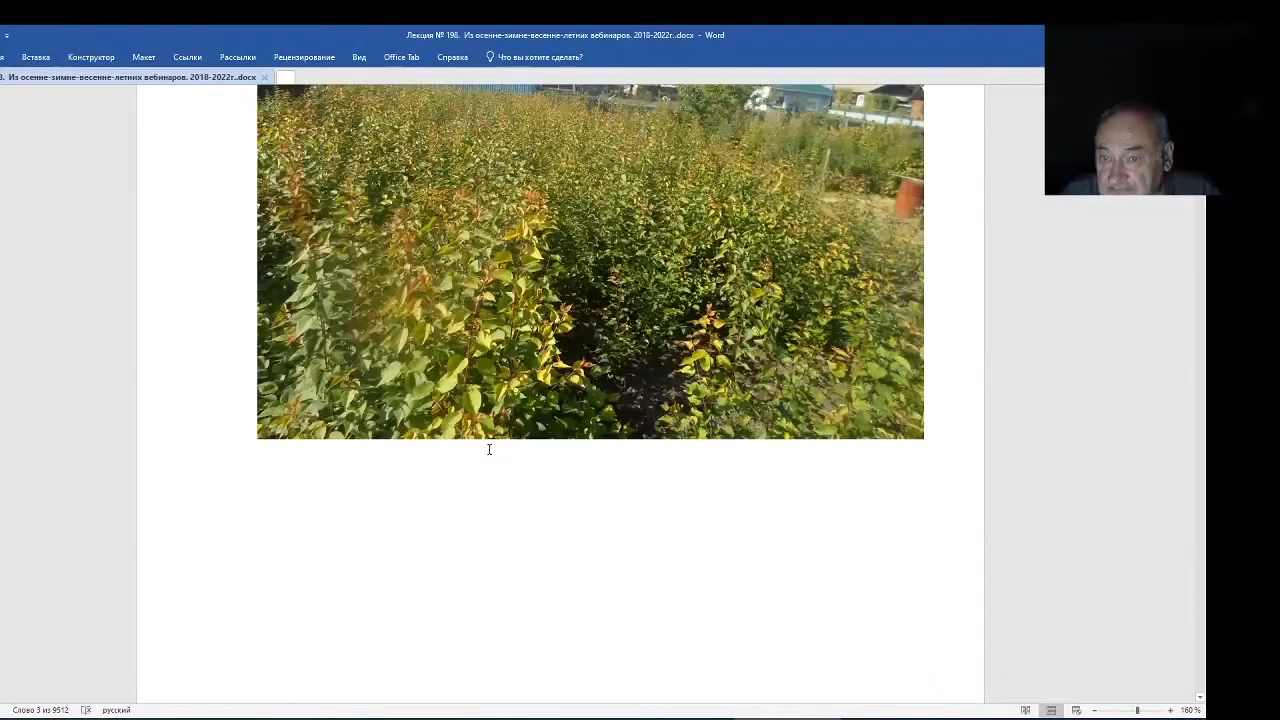 Лекция № 198. Из осенне-зимне-весенне-летних вебинаров. 2018-2022г..docx - Word
я Вставка Конструктор Макет Ссылки Рассылки Рецензирование Вид Office Tab Справка Что вы хотите сделать?
8. Из осенне-зимне-весенне-летних вебинаров. 2018-2022г..docx
Слово 3 из 9512 русский 160 %